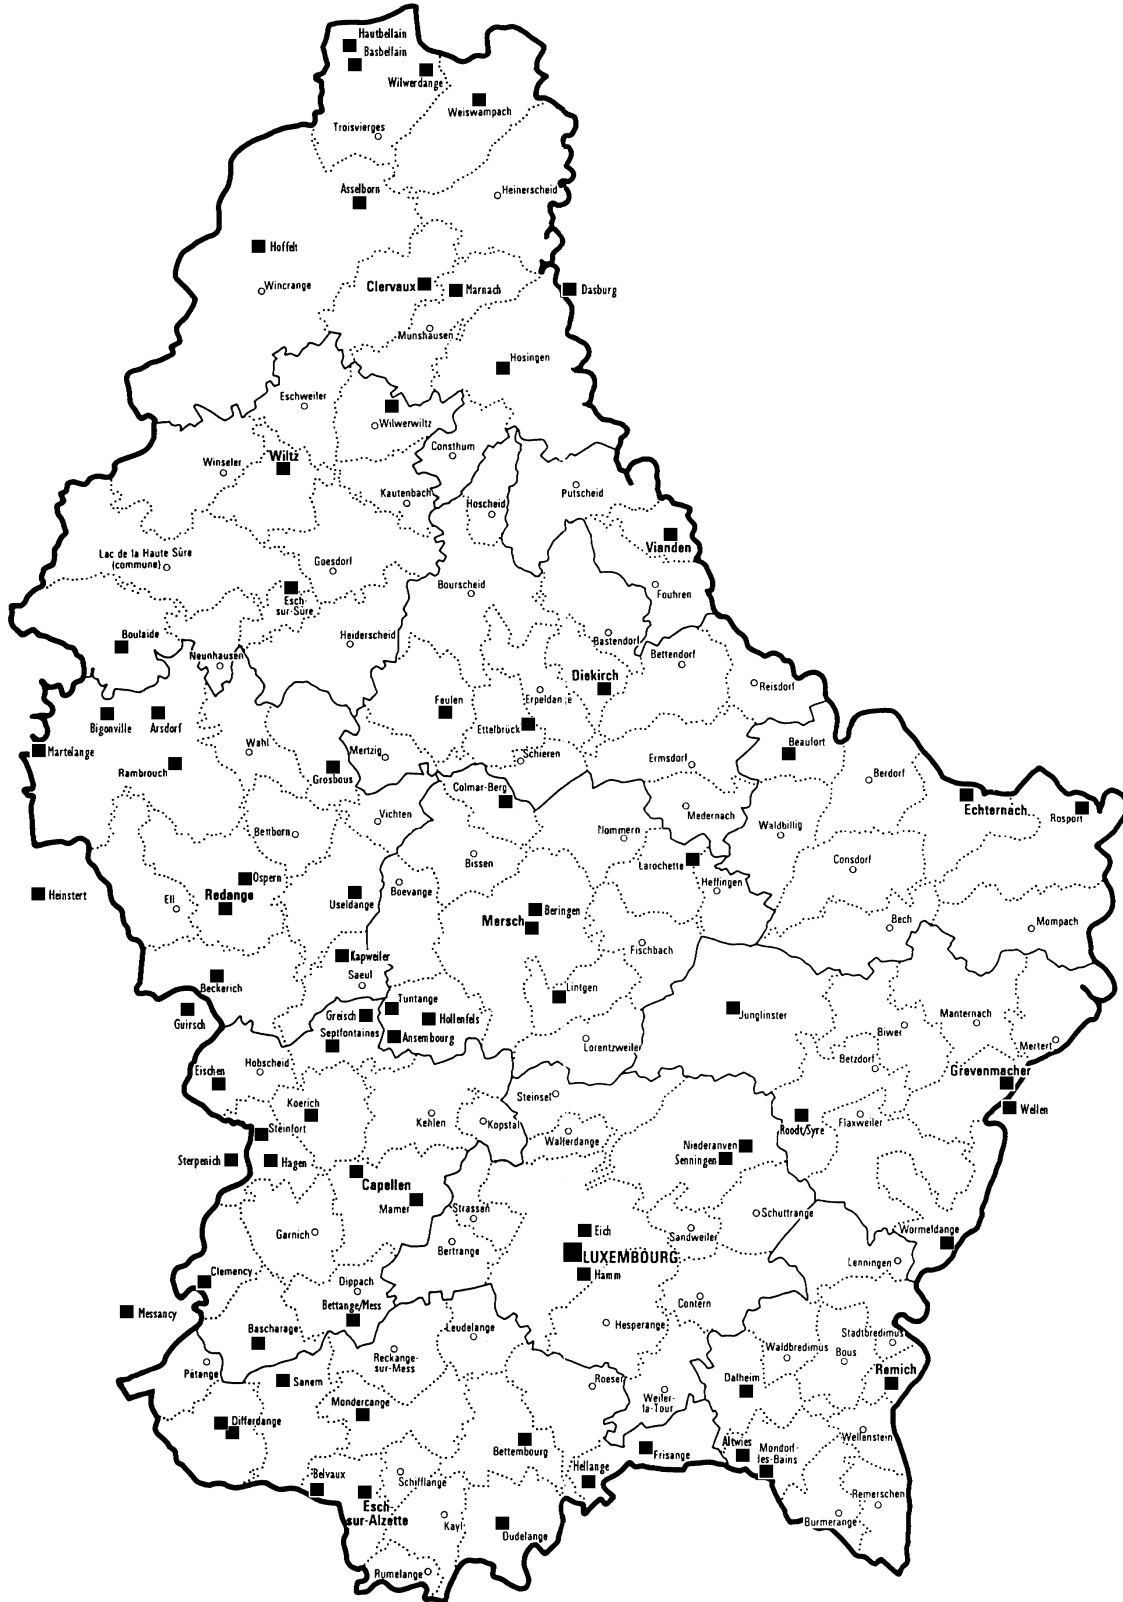 Hautbellain
Basbellain
Wilwerdange
Weiswampach
Troisvierges
Asselborn
Heinerscheid
Hoffelt
Wincrange
Clervaux
Marnach
Dasburg
Munshausen
Hosingen
Eschweiler
Wilwerwiltz
Consthum
Wiltz
Winseler
Kautenbach
Putscheid
Hoscheid
Vianden
Lac de la Haute Sûre
(commune)
Goesdorf
Bourscheid
Fouhren
Esch-
sur-Sûre
Boulaide
Heiderscheid
Bastendorf
Neunhausen
Bettendorf
Diekirch
Reisdorf
Feulen
Erpeldange
Bigonville
Arsdorf
Ettelbrück
Martelange
Wahl
Mertzig
Schieren
Beaufort
Rambrouch
Grosbous
Ermsdorf
Berdorf
Colmar-Berg
Echternach
Rosport
Vichten
Medernach
Bettborn
Nommern
Waldbillig
Bissen
Larochette
Consdorf
Ospern
Boevange
Heffingen
Heinstert
Ell
Redange
Useldange
Beringen
Mersch
Bech
Mompach
Fischbach
Kapweiler
Saeul
Beckerich
Lintgen
Tuntange
Guirsch
Greisch
Hollenfels
Junglinster
Manternach
Septfontaines
Ansembourg
Biwer
Lorentzweiler
Mertert
Hobscheid
Betzdorf
Eischen
Grevenmacher
Steinsel
Koerich
Wellen
Kehlen
Kopstal
Roodt/Syre
Flaxweiler
Steinfort
Walferdange
Niederanven
Sterpenich
Hagen
Senningen
Capellen
Mamer
Strassen
Schuttrange
Garnich
Eich
Sandweiler
Wormeldange
Bertrange
LUXEMBOURG
Lenningen
Clemency
Hamm
Dippach
Messancy
Bettange/Mess
Contern
Hesperange
Bascharage
Leudelange
Stadtbredimus
Waldbredimus
Bous
Reckange-
sur-Mess
Pétange
Remich
Sanem
Roeser
Dalheim
Weiler-
la-Tour
Mondercange
Differdange
Wellenstein
Bettembourg
Altwies
Frisange
Mondorf-
les-Bains
Belvaux
Schifflange
Hellange
Remerschen
Esch-
sur-Alzette
Kayl
Dudelange
Burmerange
Rumelange